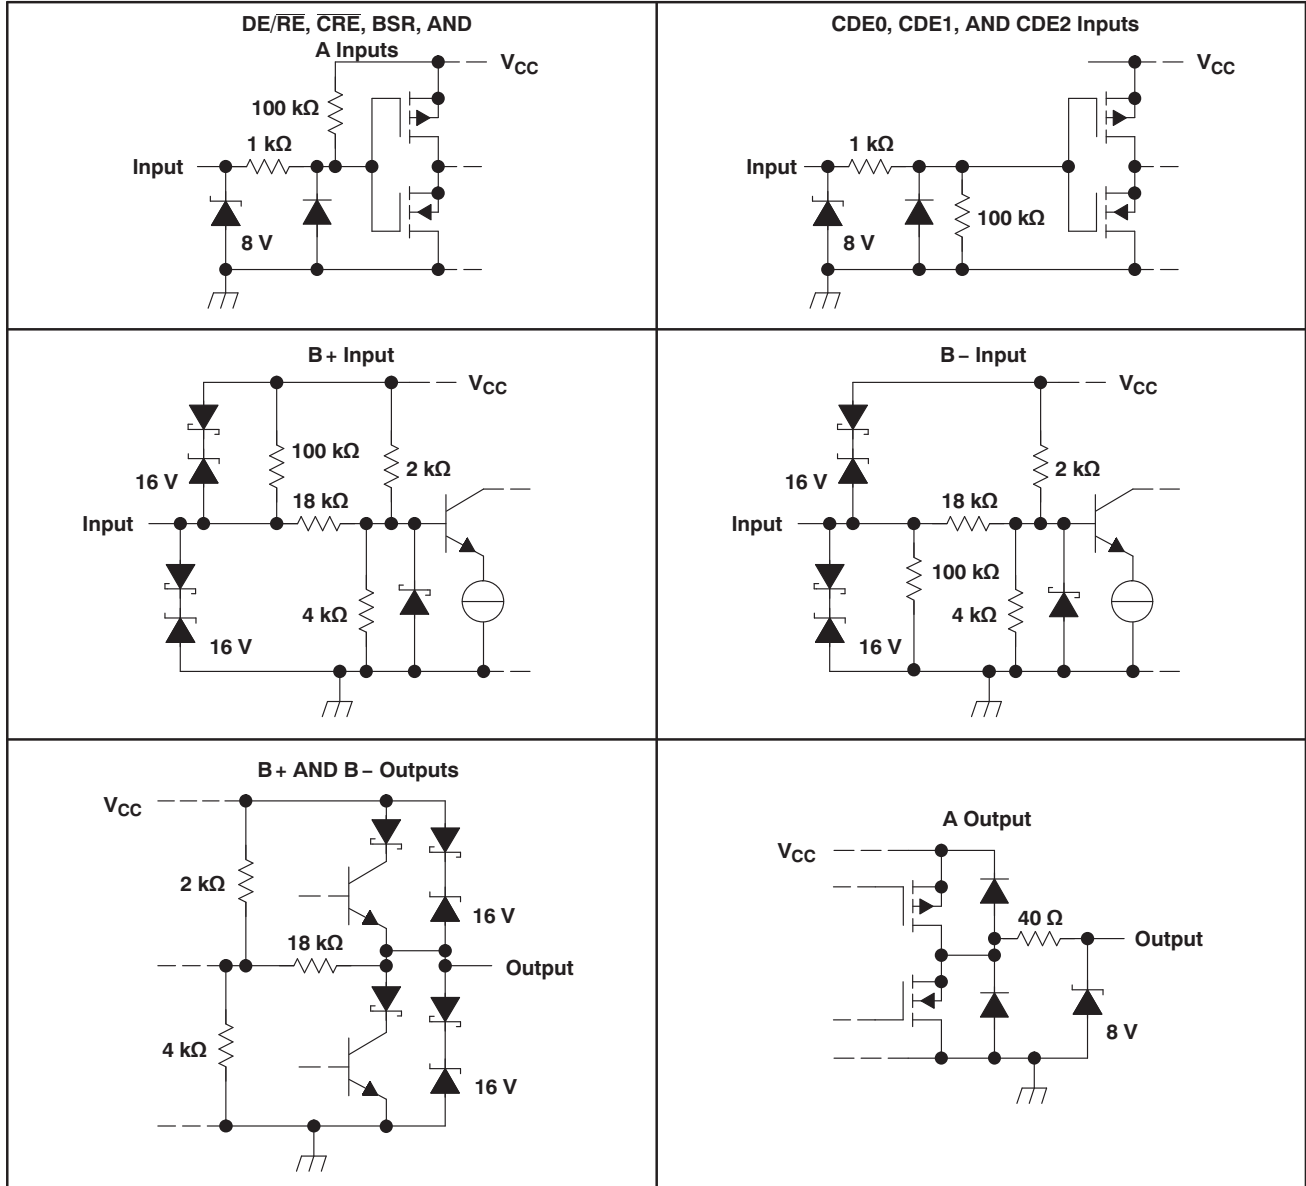 DE/RE, CRE, BSR, AND
A Inputs
VCC
100 kΩ
1 kΩ
Input
8 V
CDE0, CDE1, AND CDE2 Inputs
VCC
1 kΩ
Input
100 kΩ
8 V
B+ Input
VCC
100 kΩ
2 kΩ
16 V
18 kΩ
Input
4 kΩ
16 V
B– Input
VCC
2 kΩ
16 V
18 kΩ
Input
100 kΩ
4 kΩ
16 V
B+ AND B– Outputs
VCC
2 kΩ
16 V
18 kΩ
Output
4 kΩ
16 V
A Output
VCC
40 Ω
Output
8 V